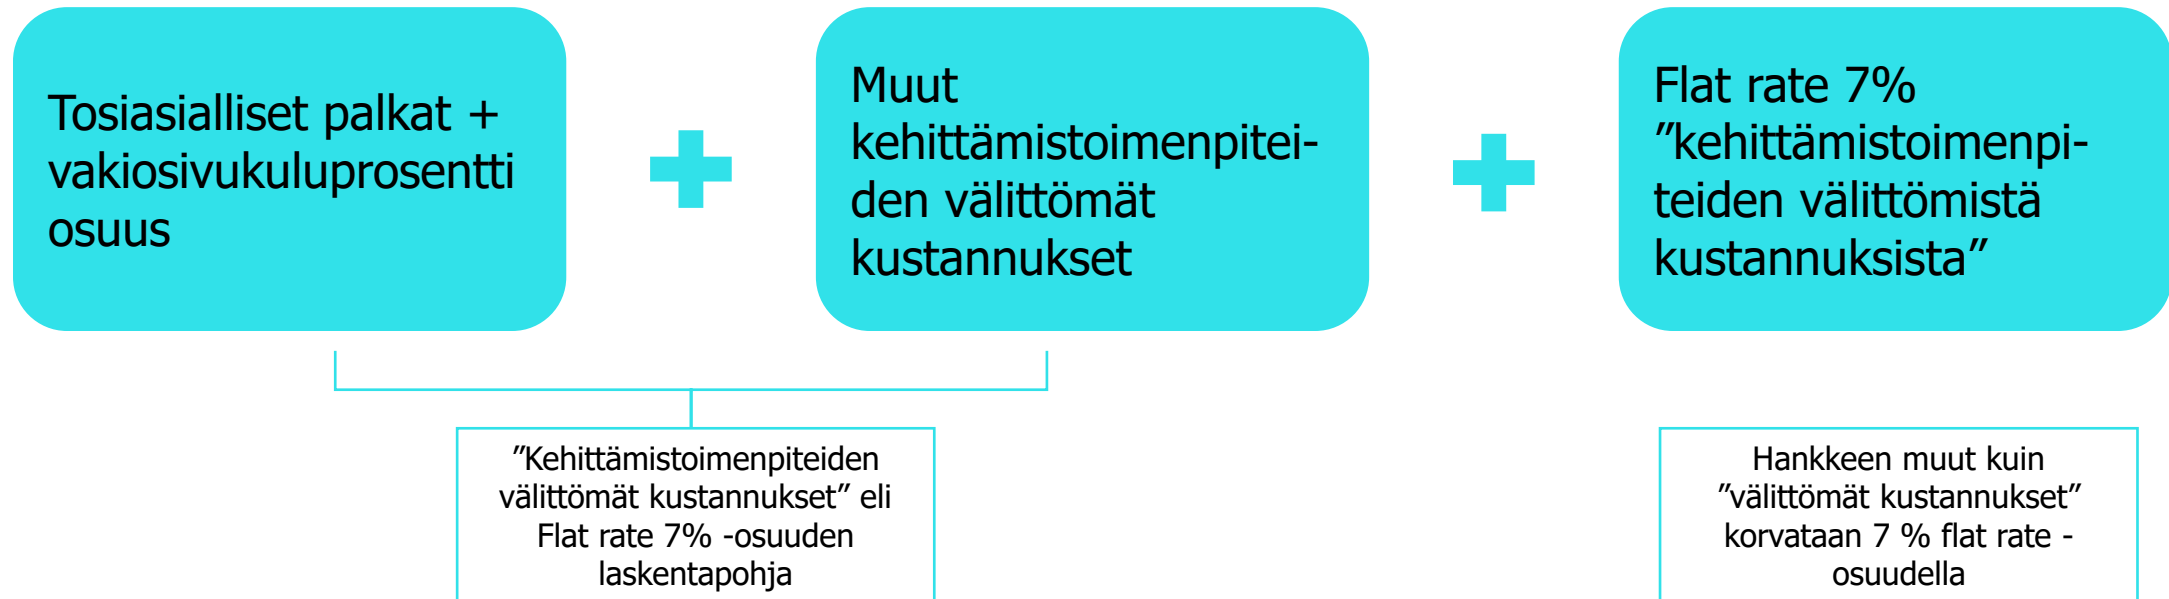 Tosiasialliset palkat +
vakiosivukuluprosentti
osuus
Muut
kehittämistoimenpitei-
den välittömät
kustannukset
Flat rate 7%
”kehittämistoimenpi-
teiden välittömistä
kustannuksista”
”Kehittämistoimenpiteiden
välittömät kustannukset” eli
Flat rate 7% -osuuden
laskentapohja
Hankkeen muut kuin
”välittömät kustannukset”
korvataan 7 % flat rate -
osuudella